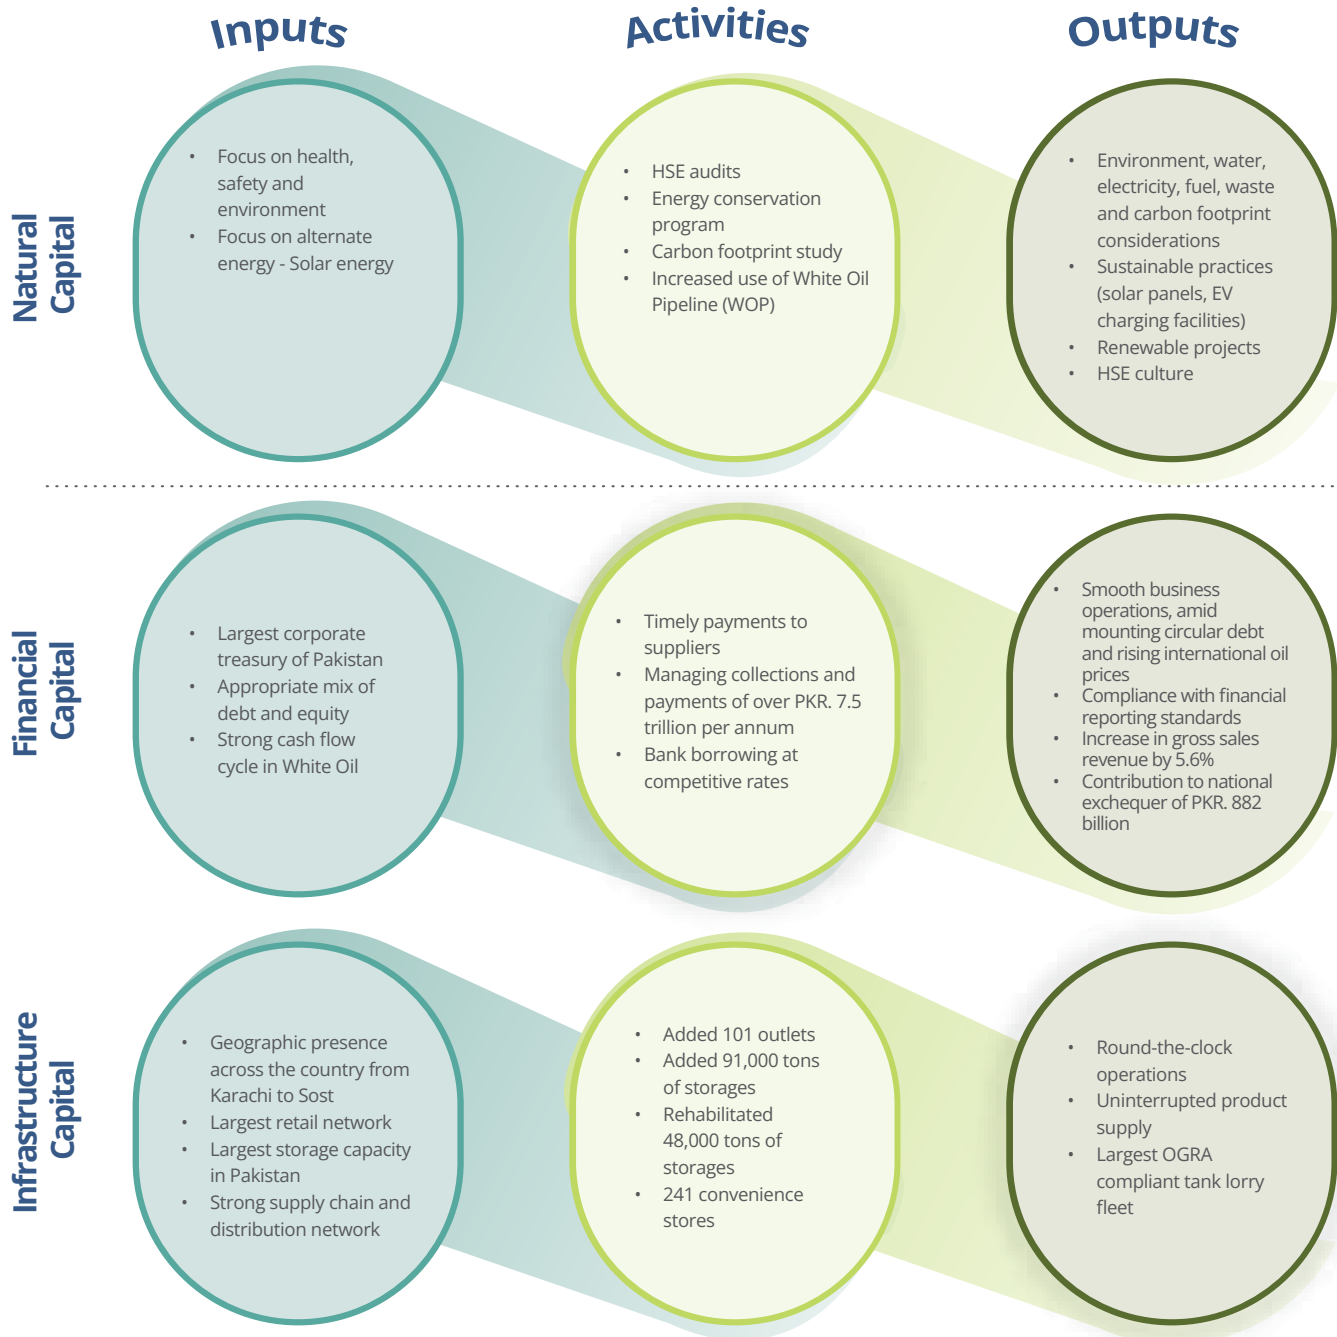 Inputs
Activities
Outputs
Natural
Capital
• Focus on health,
safety and
environment
• Focus on alternate
energy - Solar energy
• HSE audits
• Energy conservation
program
• Carbon footprint study
• Increased use of White Oil
Pipeline (WOP)
• Environment, water,
electricity, fuel, waste
and carbon footprint
considerations
• Sustainable practices
(solar panels, EV
charging facilities)
• Renewable projects
• HSE culture
Financial
Capital
• Largest corporate
treasury of Pakistan
• Appropriate mix of
debt and equity
• Strong cash flow
cycle in White Oil
• Timely payments to
suppliers
• Managing collections and
payments of over PKR. 7.5
trillion per annum
• Bank borrowing at
competitive rates
• Smooth business
operations, amid
mounting circular debt
and rising international oil
prices
• Compliance with financial
reporting standards
• Increase in gross sales
revenue by 5.6%
• Contribution to national
exchequer of PKR. 882
billion
Infrastructure
Capital
• Geographic presence
across the country from
Karachi to Sost
• Largest retail network
• Largest storage capacity
in Pakistan
• Strong supply chain and
distribution network
• Added 101 outlets
• Added 91,000 tons
of storages
• Rehabilitated
48,000 tons of
storages
• 241 convenience
stores
• Round-the-clock
operations
• Uninterrupted product
supply
• Largest OGRA
compliant tank lorry
fleet